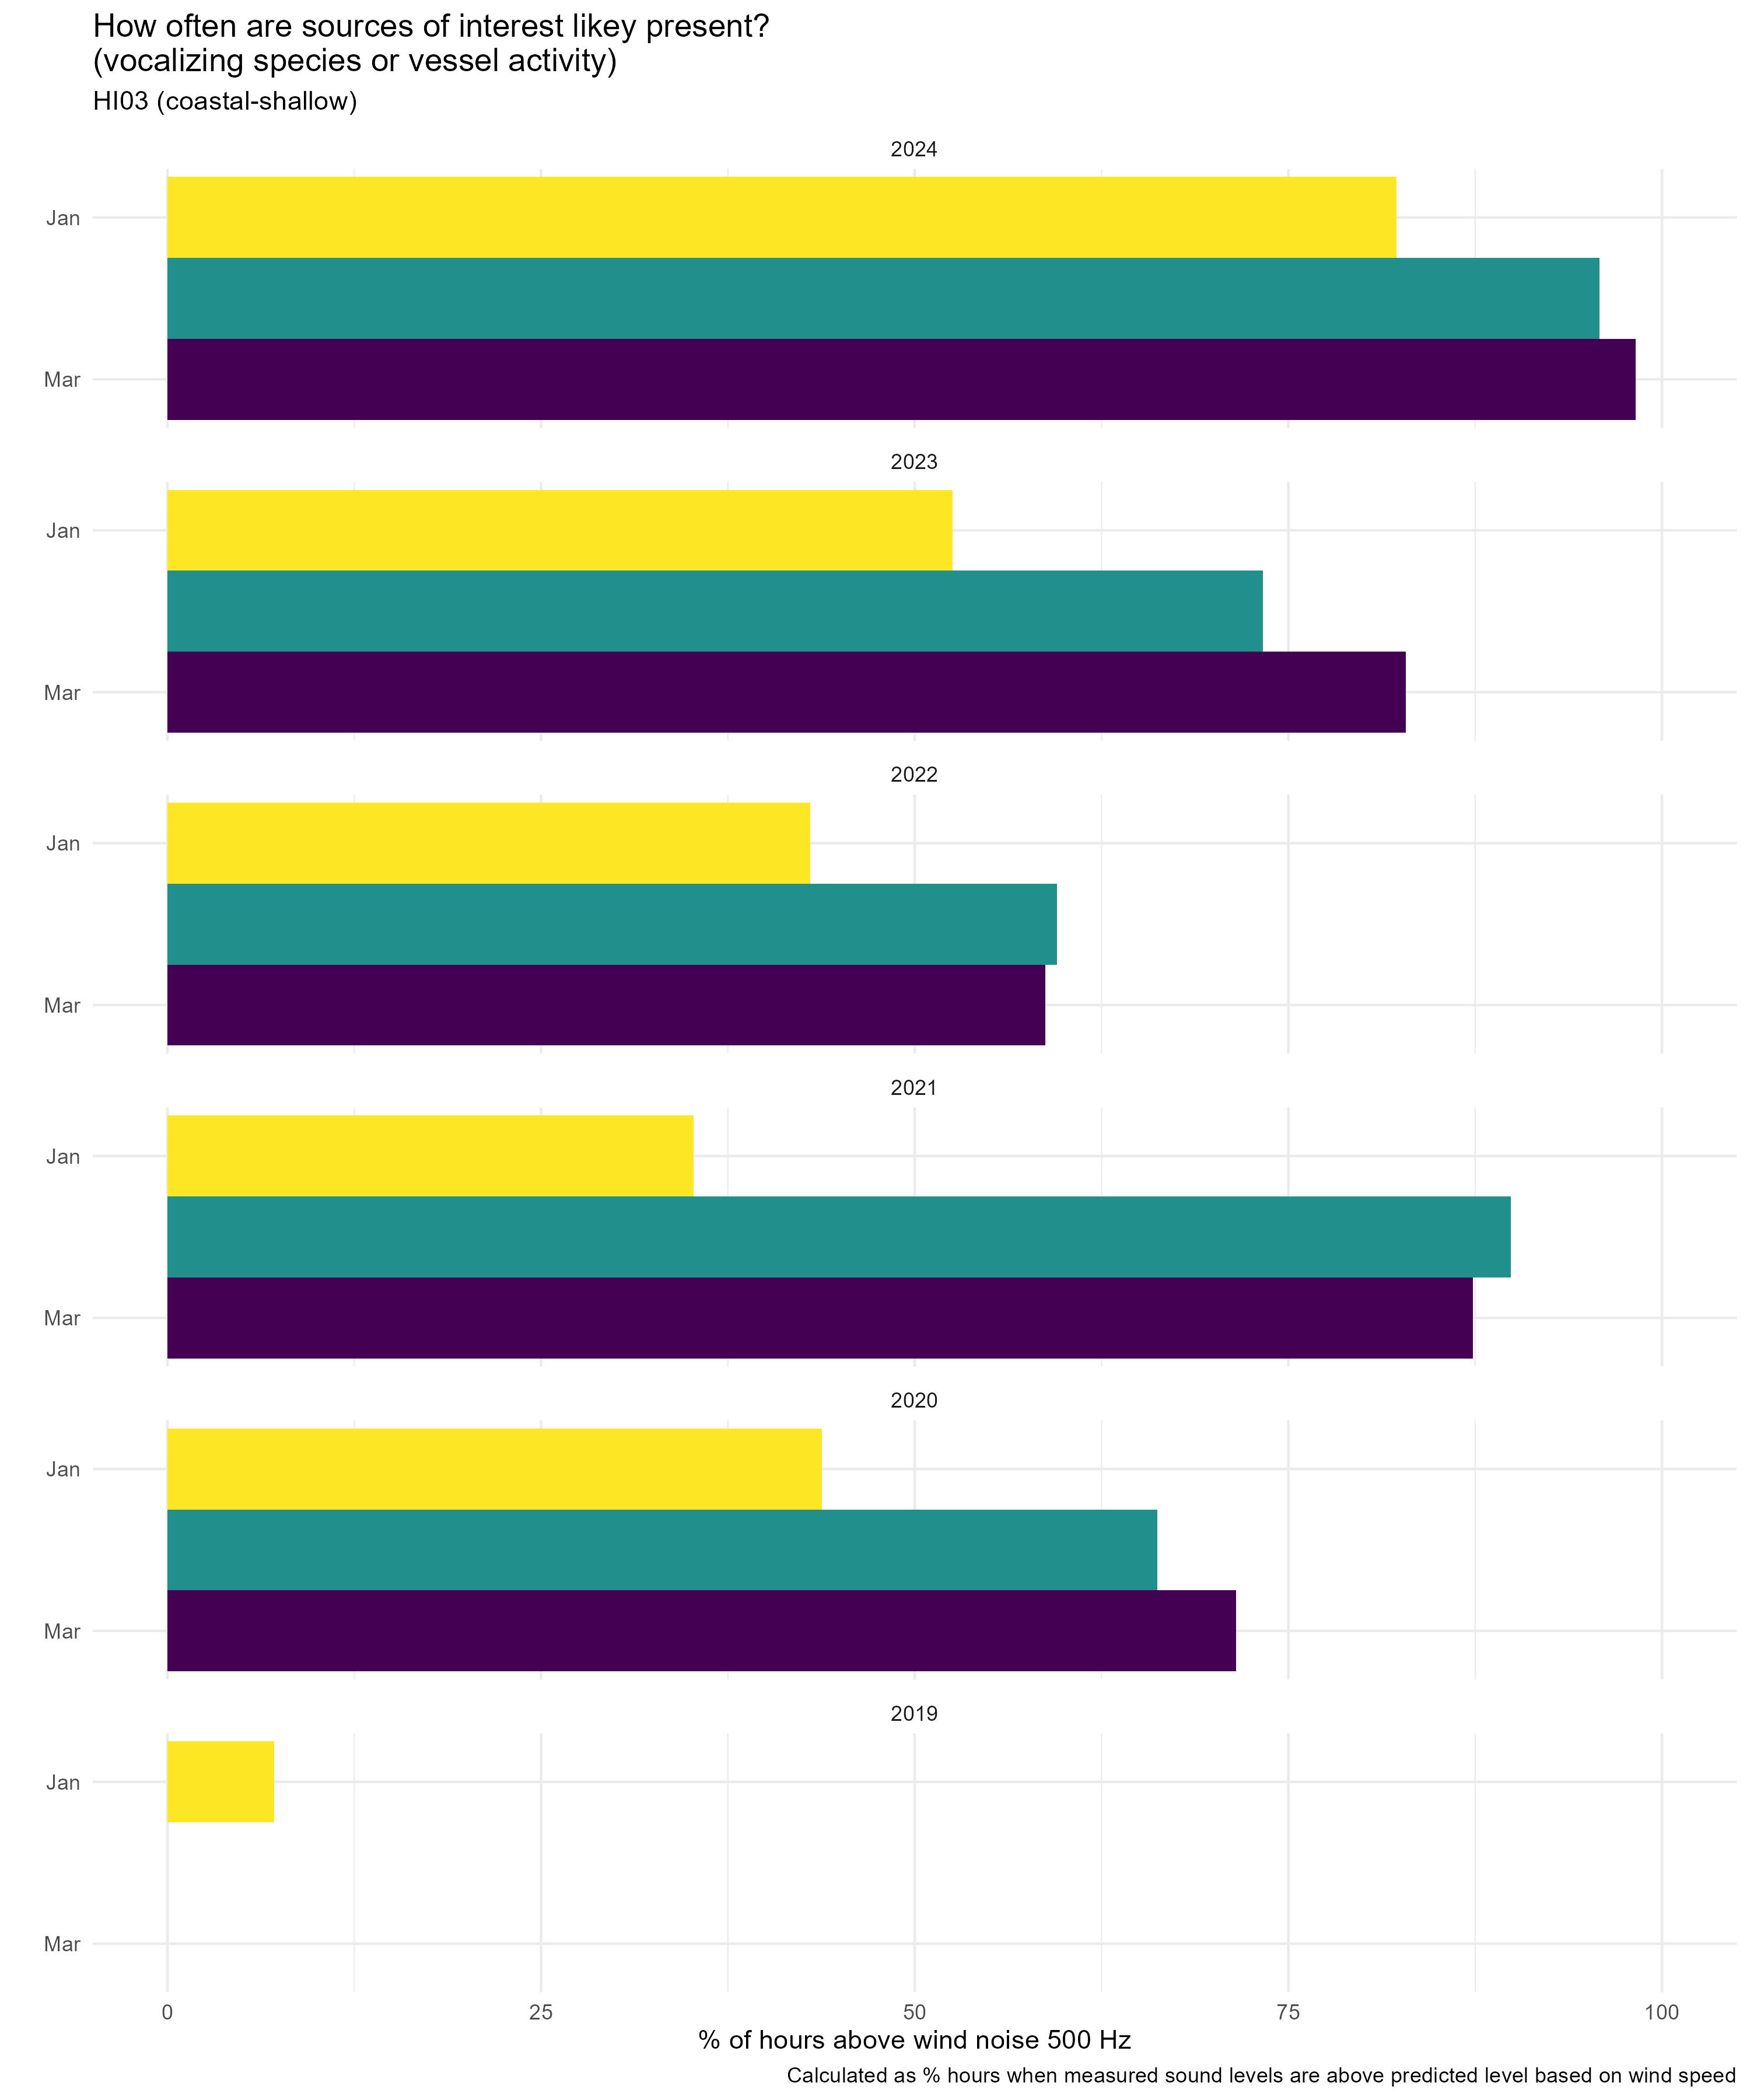 How often are sources of interest likey present?
(vocalizing species or vessel activity)
HI03 (coastal-shallow)
2024
Jan
Mar
2023
Jan
Mar
2022
Jan
Mar
2021
Jan
Mar
2020
Jan
Mar
2019
Jan
Mar
0 25 50 75 100
% of hours above wind noise 500 Hz
Calculated as % hours when measured sound levels are above predicted level based on wind speed